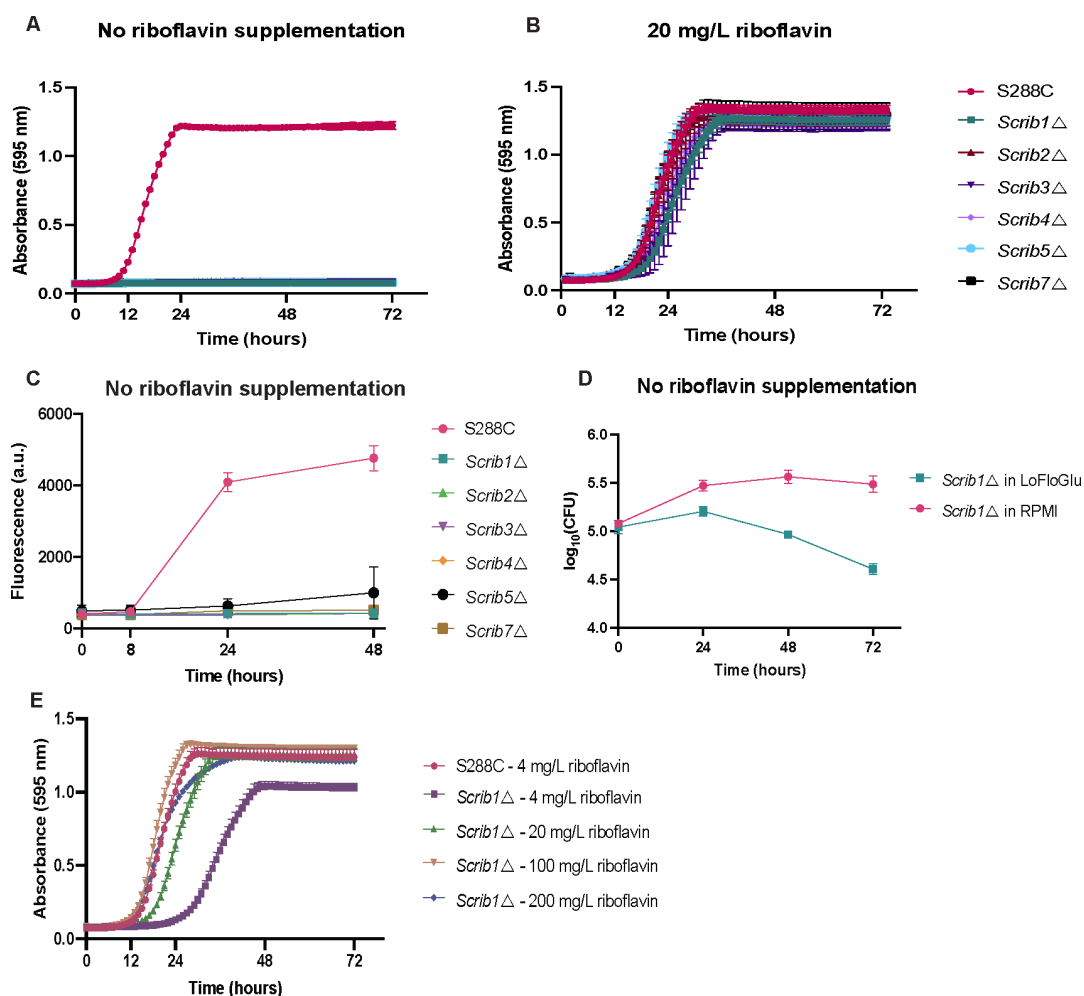 A
No riboflavin supplementation
Absorbance (595 nm)
1.5
1.0
0.5
0.0
0 12 24 48 72
Time (hours)
B
20 mg/L riboflavin
Absorbance (595 nm)
1.5
1.0
0.5
0.0
0 12 24 48 72
Time (hours)
S288C
Scrib1△
Scrib2△
Scrib3△
Scrib4△
Scrib5△
Scrib7△
C
No riboflavin supplementation
Fluorescence (a.u.)
6000
4000
2000
0
0 8 24 48
Time (hours)
S288C
Scrib1△
Scrib2△
Scrib3△
Scrib4△
Scrib5△
Scrib7△
D
No riboflavin supplementation
log10(CFU)
6.0
5.5
5.0
4.5
4.0
0 24 48 72
Time (hours)
Scrib1△ in LoFloGlu
Scrib1△ in RPMI
E
Absorbance (595 nm)
1.5
1.0
0.5
0.0
0 12 24 48 72
Time (hours)
S288C - 4 mg/L riboflavin
Scrib1△ - 4 mg/L riboflavin
Scrib1△ - 20 mg/L riboflavin
Scrib1△ - 100 mg/L riboflavin
Scrib1△ - 200 mg/L riboflavin